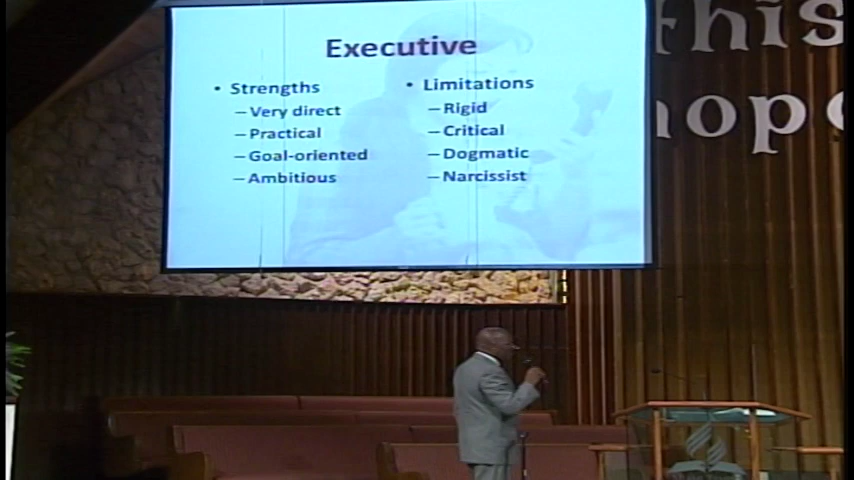 Executive
• Strengths
– Very direct
– Practical
– Goal-oriented
– Ambitious
• Limitations
– Rigid
– Critical
– Dogmatic
– Narcissist
this
hope